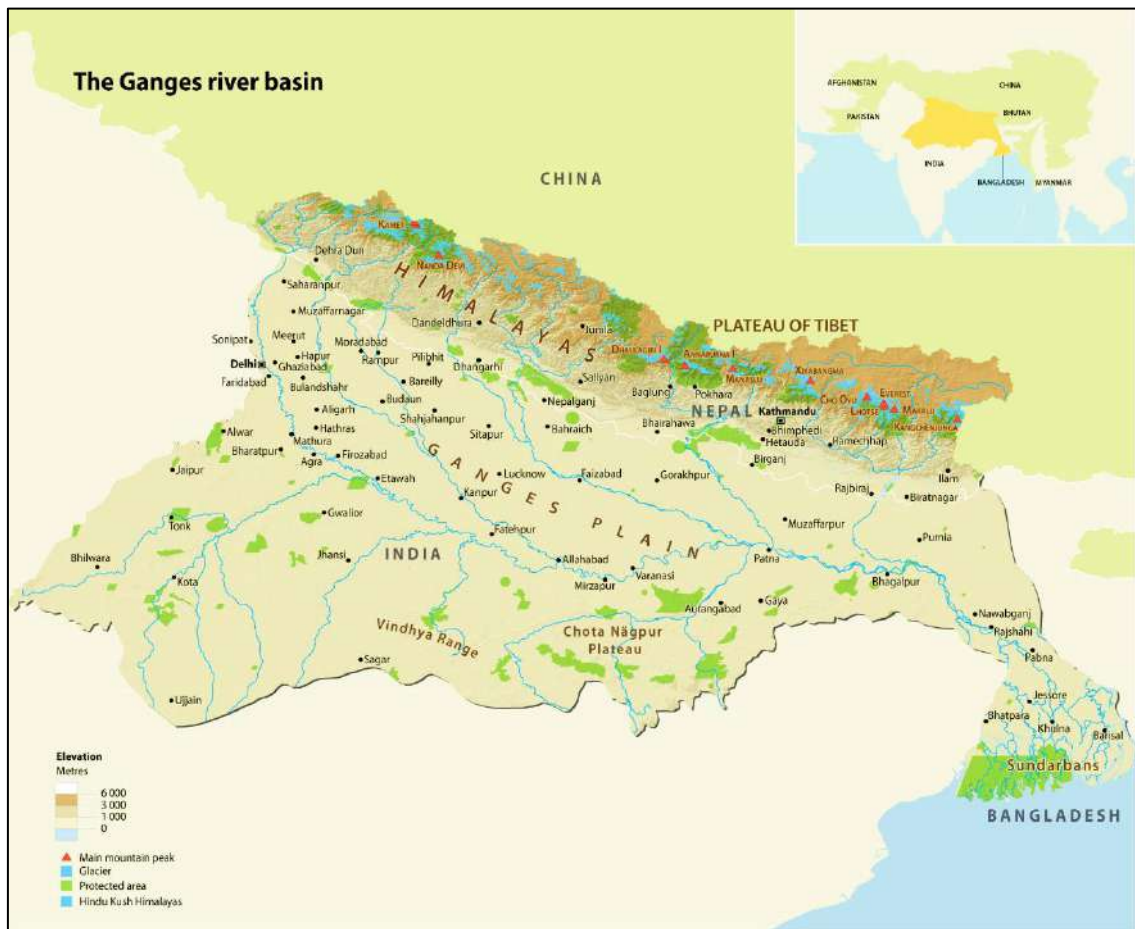 The Ganges river basin
AFGHANISTAN
CHINA
PAKISTAN
BHUTAN
INDIA
BANGLADESH
MYANMAR
CHINA
KAMET
NANDA DEVI
Dehra Dun
Saharanpur
HIMALAYAS
Muzaffarnagar
Dandeldhura
Jumla
PLATEAU OF TIBET
Sonipat
Meerut
Moradabad
Hapur
Rampur
Pilibhit
Dhangarhi
DHAULAGIRI I
ANNAPURNA I
MANASLU
XIXABANGMA
CHO OYU
EVEREST
LHOTSE
MAKALU
KANGCHENJUNGA
Delhi
Ghaziabad
Faridabad
Bulandshahr
Bareily
Sallyan
Baglung
Pokhara
NEPAL
Kathmandu
Aligarh
Budaun
Shahjahanpur
Nepalganj
Bhimphedi
Alwar
Hathras
Sitapur
Bahraich
Bhairahawa
Hetauda
Ramechhap
Mathura
Bharatpur
Agra
Firozabad
GANGES PLAIN
Birganj
Jaipur
Etawah
Lucknow
Faizabad
Gorakhpur
Rajbiraj
Ilam
Kanpur
Biratnagar
Tonk
Gwalior
Fatehpur
Muzaffarpur
Purnia
Bhilwara
Jhansi
INDIA
Allahabad
Patna
Kota
Mirzapur
Varanasi
Bhagalpur
Aurangabad
Gaya
Nawabganj
Vindhya Range
Chota Nägpur
Plateau
Rajshahi
Sagar
Pabna
Ujjain
Jessore
Bhatpara
Khulna
Barisal
Sundarbans
BANGLADESH
Elevation
Metres
6 000
3 000
1 000
0
Main mountain peak
Glacier
Protected area
Hindu Kush Himalayas